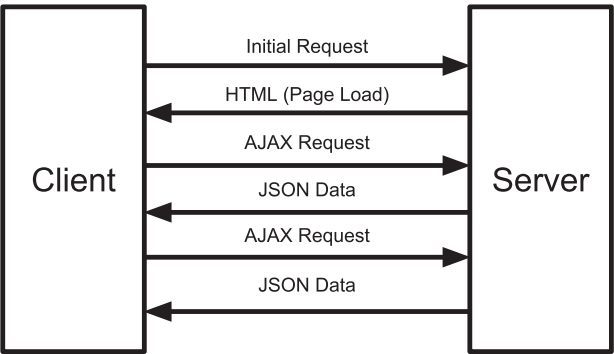 Initial Request
HTML (Page Load)
AJAX Request
Client
Server
JSON Data
AJAX Request
JSON Data